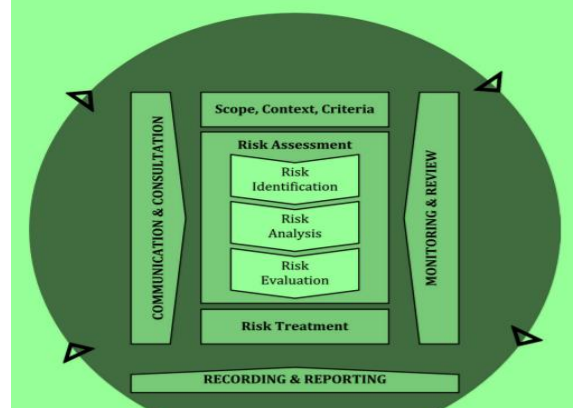 Scope, Context, Criteria
COMMUNICATION & CONSULTATION
Risk Assessment
Risk
Identification
Risk
Analysis
Risk
Evaluation
MONITORING & REVIEW
Risk Treatment
RECORDING & REPORTING